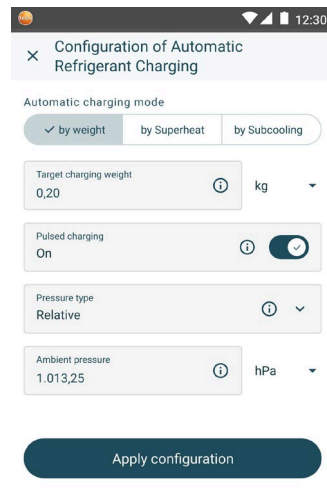 12:30
Configuration of Automatic
Refrigerant Charging
Automatic charging mode
by weight by Superheat by Subcooling
Target charging weight
0,20 kg
Pulsed charging
On
Pressure type
Relative
Ambient pressure
1.013,25 hPa
Apply configuration